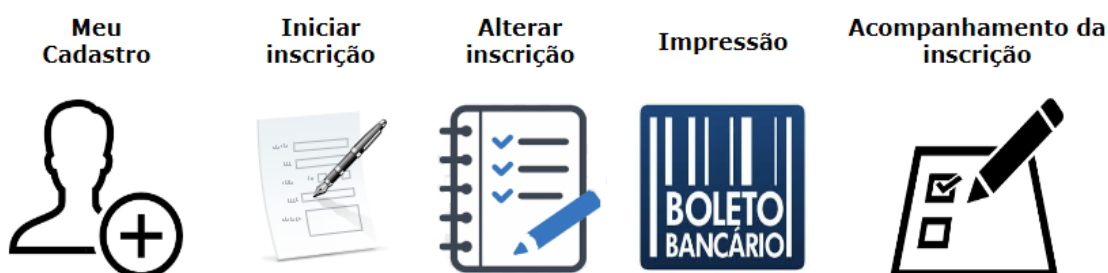 Meu
Cadastro
Iniciar
inscrição
Alterar
inscrição
Impressão
Acompanhamento da
inscrição
BOLETO
BANCÁRIO